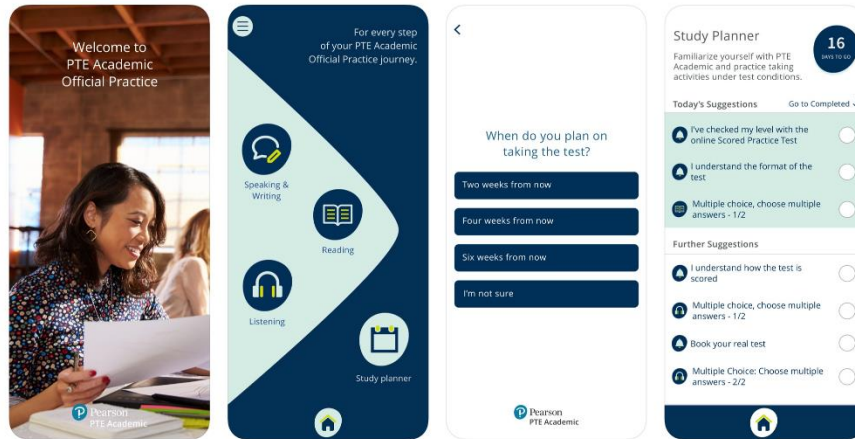 Welcome to
PTE Academic
Official Practice
Pearson
PTE Academic
For every step
of your PTE Academic
Official Practice journey.
Speaking &
Writing
Reading
Listening
Study planner
When do you plan on
taking the test?
Two weeks from now
Four weeks from now
Six weeks from now
I'm not sure
Pearson
PTE Academic
Study Planner
16
DAYS TO GO
Familiarize yourself with PTE
Academic and practice taking
activities under test conditions.
Today's Suggestions
Go to Completed
I've checked my level with the
online Scored Practice Test
I understand the format of the
test
Multiple choice, choose multiple
answers - 1/2
Further Suggestions
I understand how the test is
scored
Multiple choice, choose multiple
answers - 1/2
Book your real test
Multiple Choice: Choose multiple
answers - 2/2